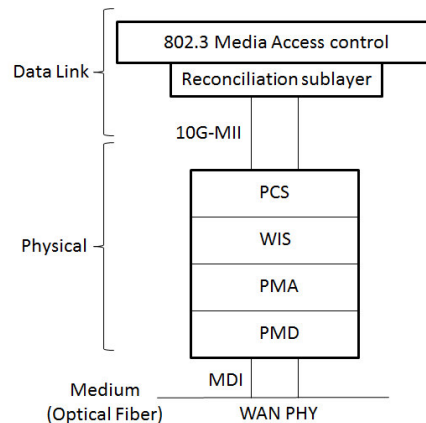 802.3 Media Access control
Data Link
Reconciliation sublayer
10G-MII
PCS
WIS
Physical
PMA
PMD
MDI
Medium
(Optical Fiber)
WAN PHY